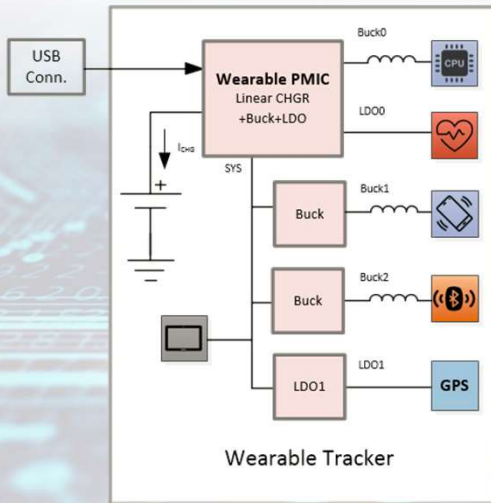 USB
Conn.
Wearable PMIC
Linear CHGR
+Buck+LDO
Buck0
CPU
LDO0
ICHG
+
SYS
Buck
Buck1
Buck
Buck2
LDO1
LDO1
GPS
Wearable Tracker